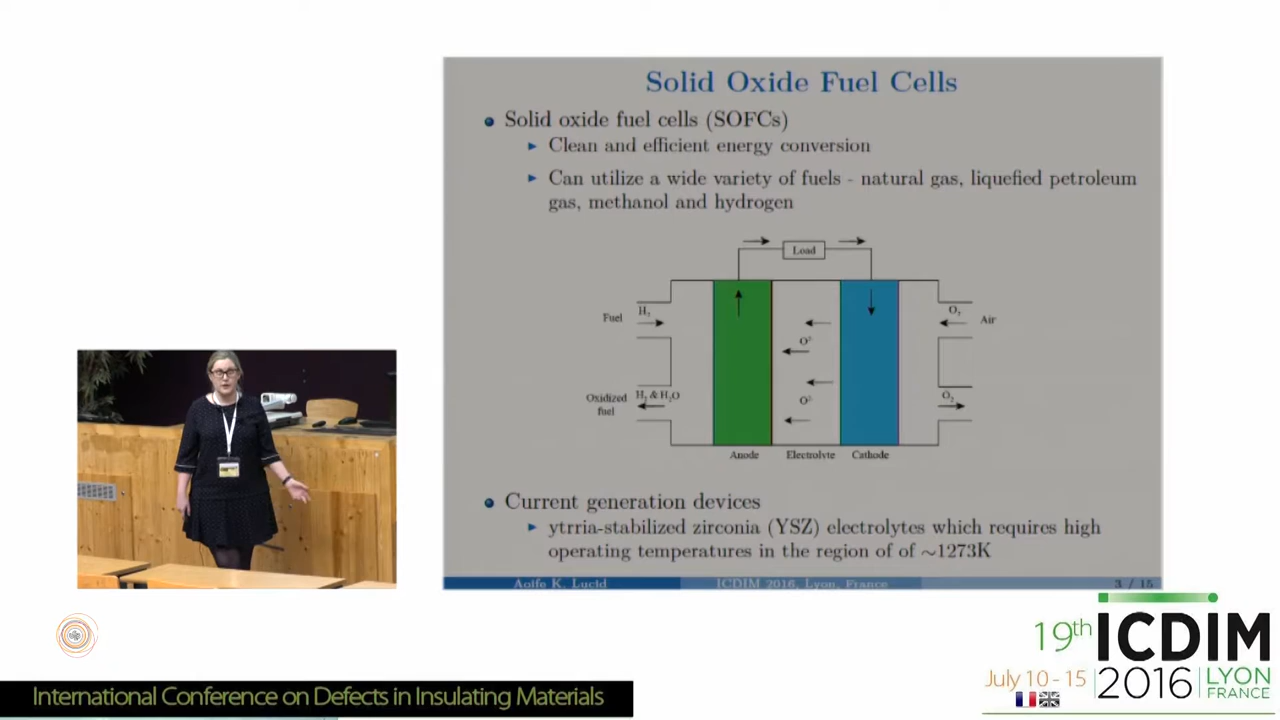 Solid Oxide Fuel Cells
Solid oxide fuel cells (SOFCs)
Clean and efficient energy conversion
Can utilize a wide variety of fuels - natural gas, liquefied petroleum
gas, methanol and hydrogen
Load
Fuel
H₂
O₂
Air
O²⁻
Oxidized
fuel
H₂ & H₂O
O²⁻
O₂
Anode
Electrolyte
Cathode
Current generation devices
ytrria-stabilized zirconia (YSZ) electrolytes which requires high
operating temperatures in the region of of ~1273K
Aoife K. Lucid
ICDIM 2016, Lyon, France
3 / 15
19th ICDIM
July 10 - 15
2016
LYON
FRANCE
International Conference on Defects in Insulating Materials